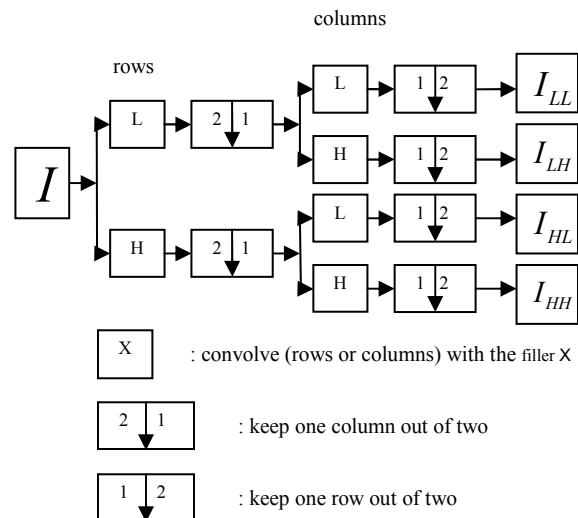 columns
rows
L 2 1 L 1 2 I_LL
I H 1 2 I_LH
H 2 1 L 1 2 I_HL
H 1 2 I_HH
X : convolve (rows or columns) with the filler X
2 1 : keep one column out of two
1 2 : keep one row out of two